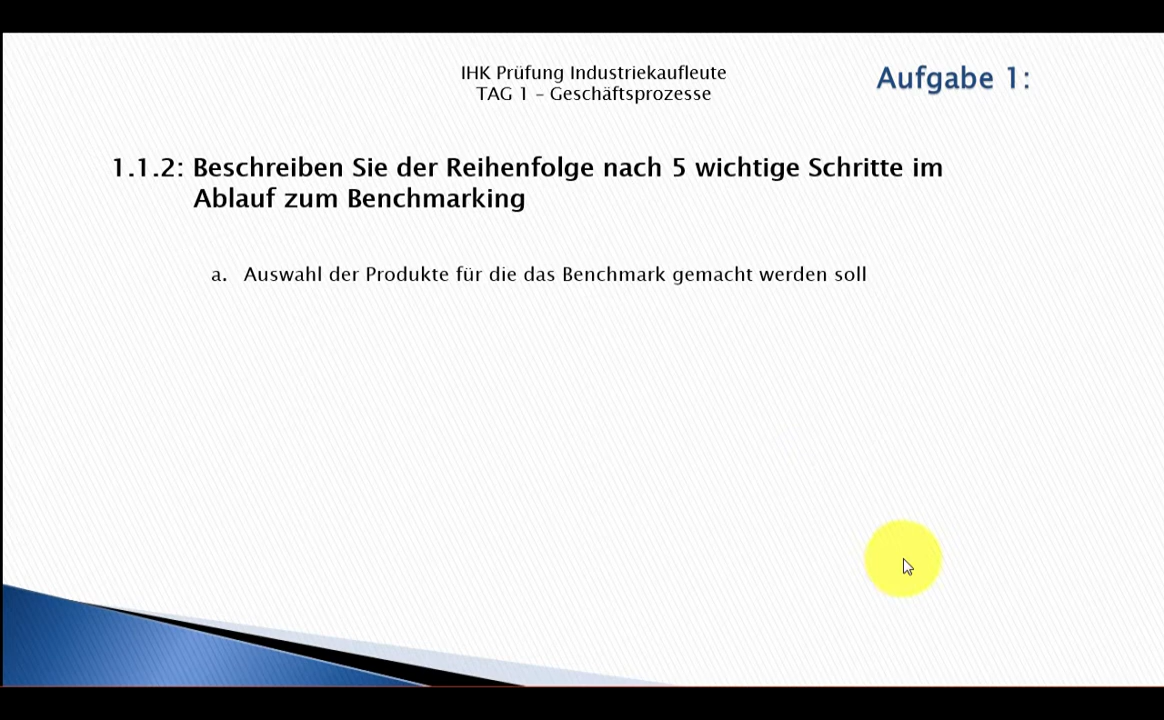 IHK Prüfung Industriekaufleute
TAG 1 – Geschäftsprozesse
Aufgabe 1:
1.1.2: Beschreiben Sie der Reihenfolge nach 5 wichtige Schritte im
Ablauf zum Benchmarking
a. Auswahl der Produkte für die das Benchmark gemacht werden soll